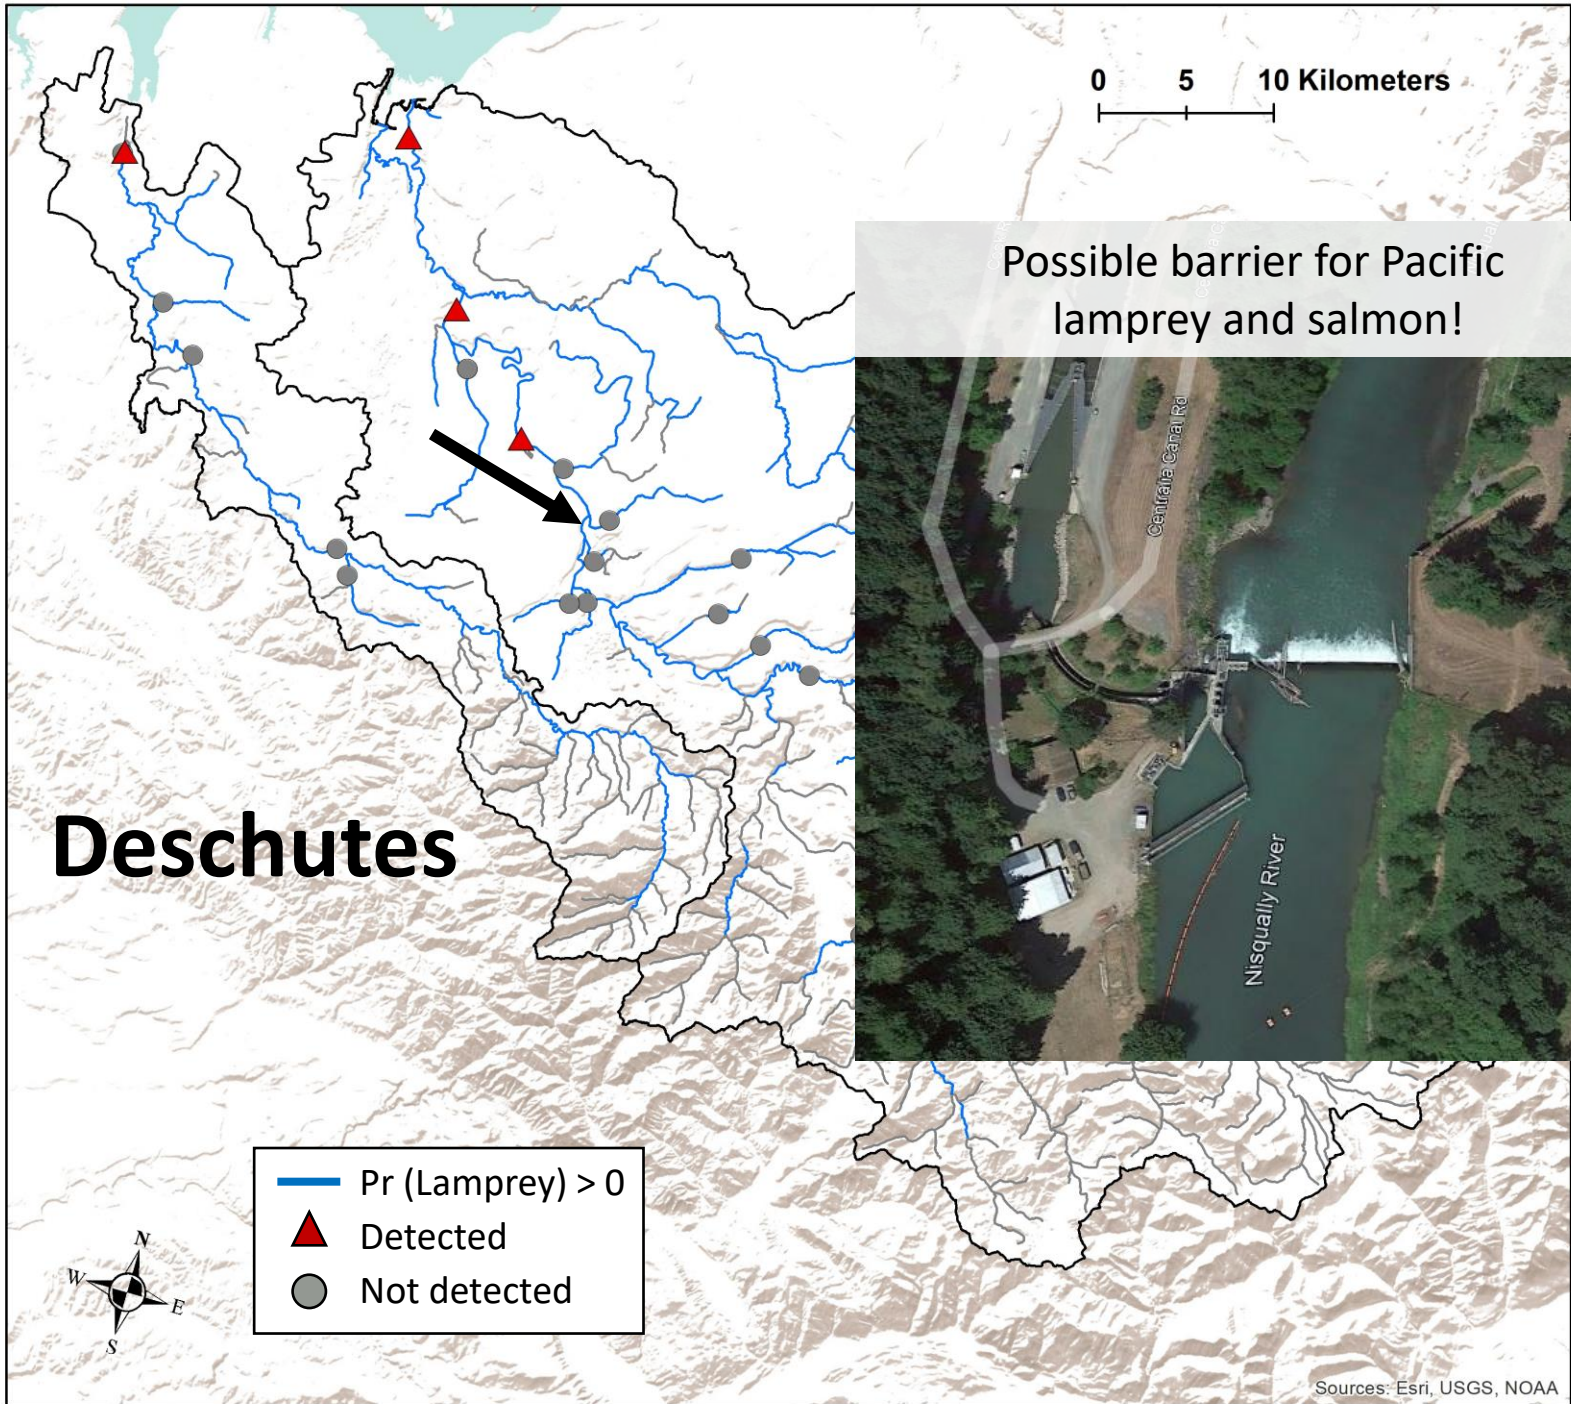 0 5 10 Kilometers
Possible barrier for Pacific
lamprey and salmon!
Centralia Canal Rd
Nisqually River
Deschutes
Pr (Lamprey) > 0
Detected
Not detected
N
W
E
S
Sources: Esri, USGS, NOAA